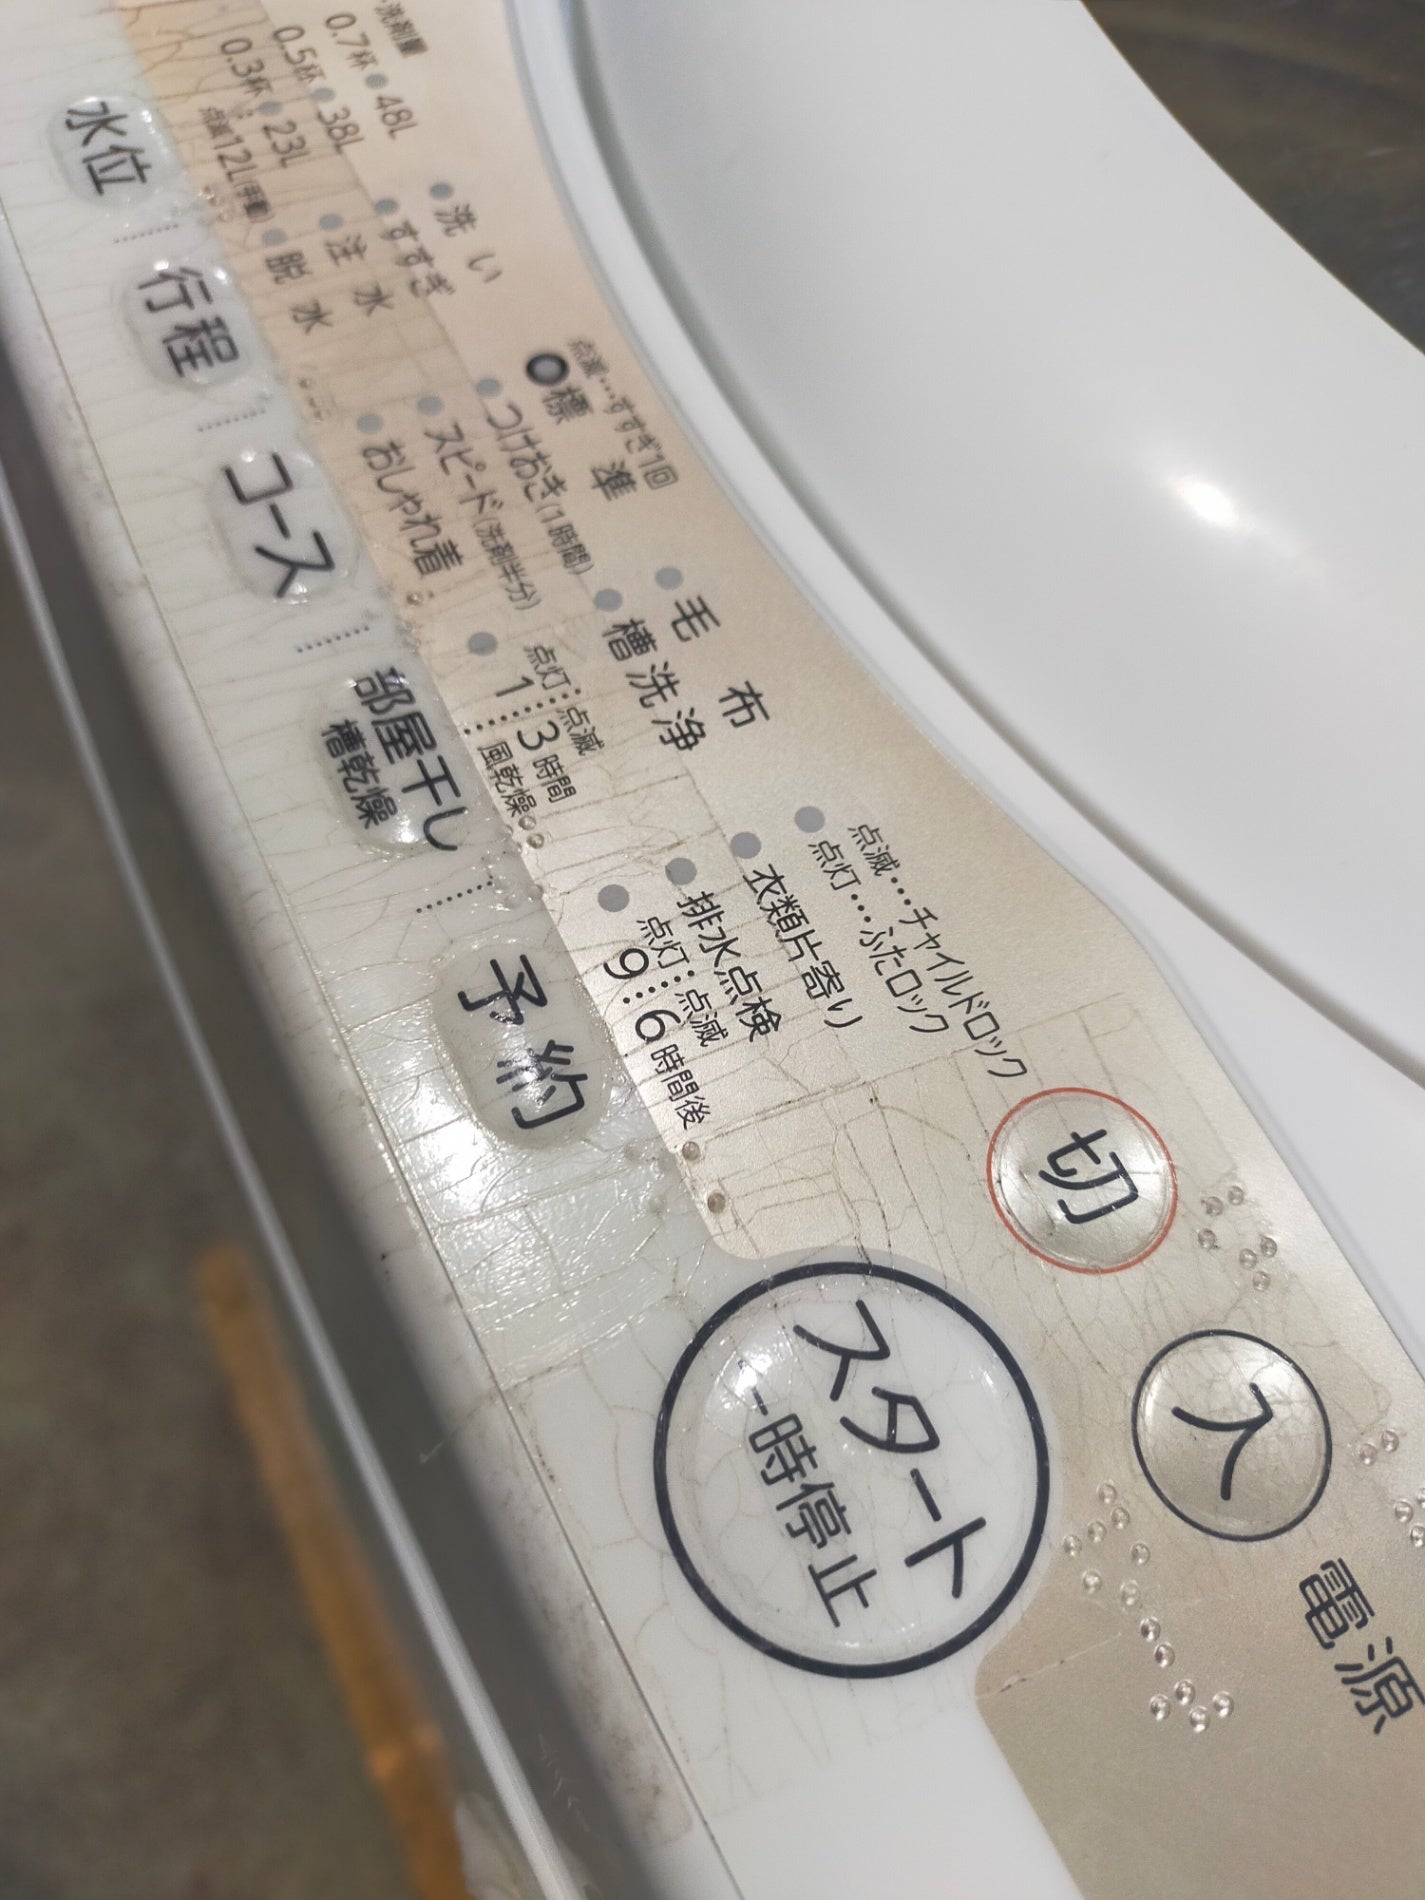 洗剤量
0.7杯 48L
0.5杯 38L
0.3杯 23L
点滅 12L(手動)
水位
洗い
すすぎ
注水
脱水
行程
点滅…すすぎ1回
標準
つけおき(1時間)
スピード(洗剤半分)
おしゃれ着
毛布
槽洗浄
コース
点灯 点滅
1 3時間
風乾燥
部屋干し
槽乾燥
点滅…チャイルドロック
点灯…ふたロック
衣類片寄り
排水点検
点灯 点滅
9 6時間後
予約
切
入
電源
スタート
一時停止